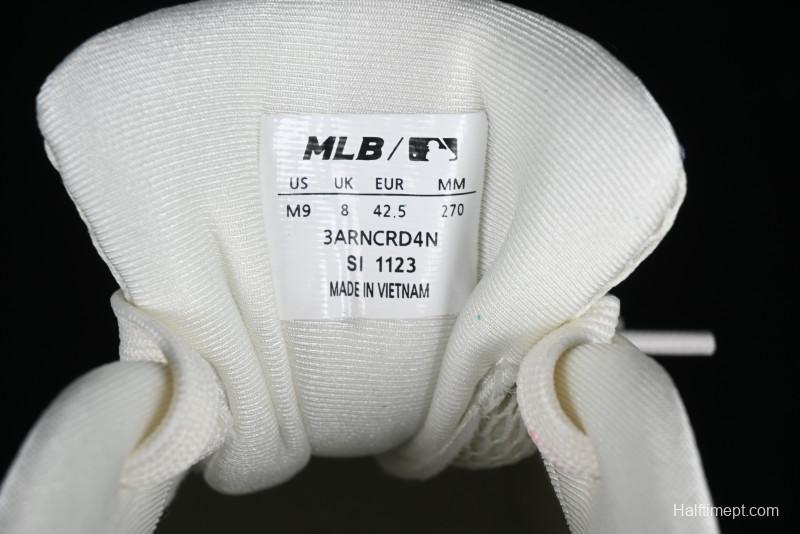 MLB /
US UK EUR MM
M9 8 42.5 270
3ARNCRD4N
SI 1123
MADE IN VIETNAM
Halftimept.com